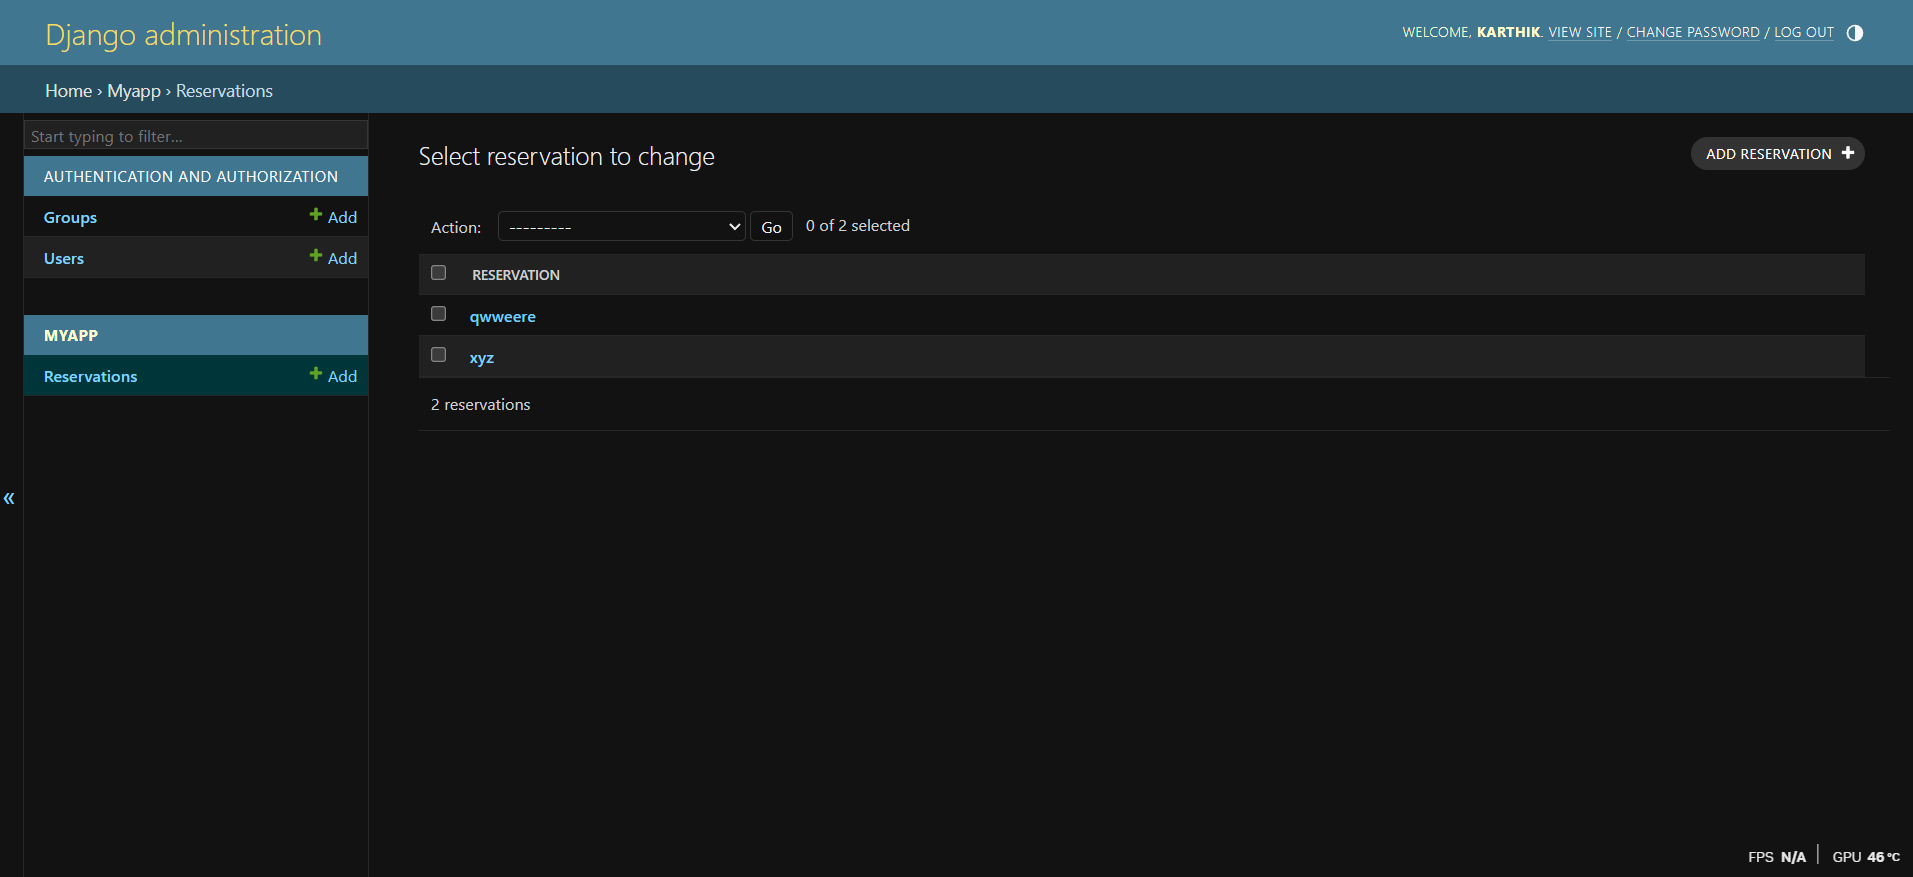 Django administration
WELCOME, KARTHIK. VIEW SITE / CHANGE PASSWORD / LOG OUT
Home › Myapp › Reservations
Start typing to filter...
AUTHENTICATION AND AUTHORIZATION
Groups + Add
Users + Add
MYAPP
Reservations + Add
«
Select reservation to change
ADD RESERVATION +
Action: --------- Go 0 of 2 selected
RESERVATION
qwweere
xyz
2 reservations
FPS N/A | GPU 46 °C